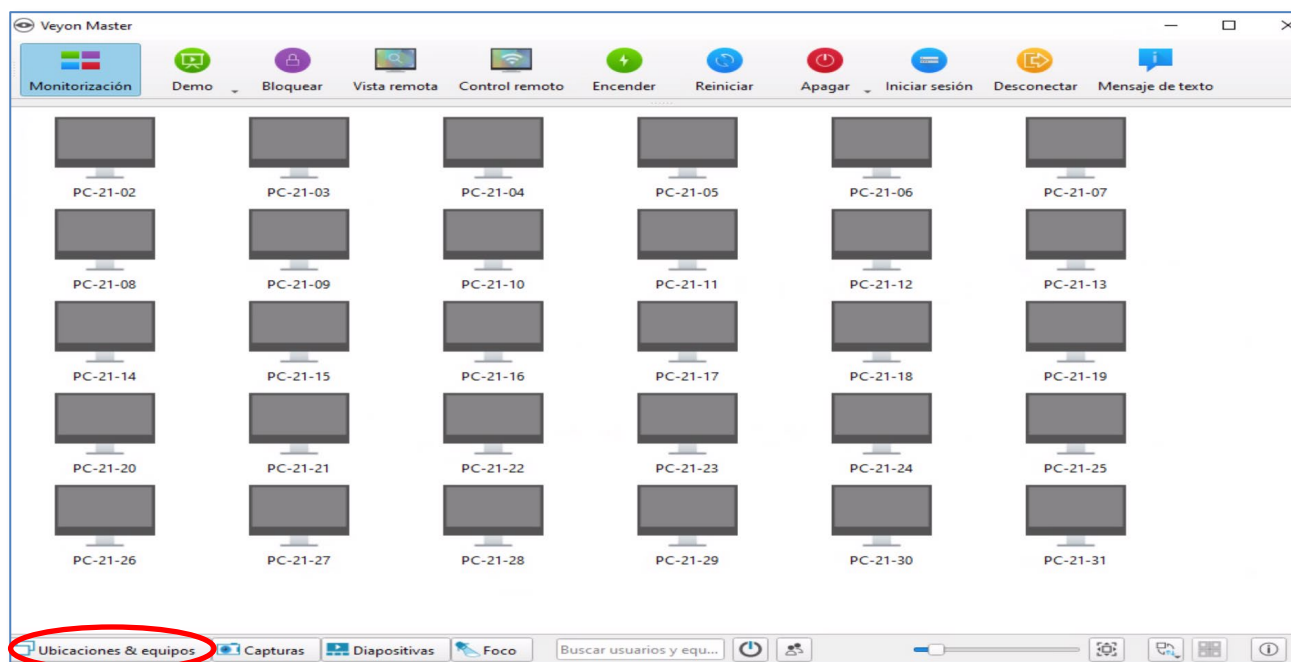 Veyon Master
Monitorización Demo Bloquear Vista remota Control remoto Encender Reiniciar Apagar Iniciar sesión Desconectar Mensaje de texto
PC-21-02 PC-21-03 PC-21-04 PC-21-05 PC-21-06 PC-21-07
PC-21-08 PC-21-09 PC-21-10 PC-21-11 PC-21-12 PC-21-13
PC-21-14 PC-21-15 PC-21-16 PC-21-17 PC-21-18 PC-21-19
PC-21-20 PC-21-21 PC-21-22 PC-21-23 PC-21-24 PC-21-25
PC-21-26 PC-21-27 PC-21-28 PC-21-29 PC-21-30 PC-21-31
Ubicaciones & equipos Capturas Diapositivas Foco Buscar usuarios y equ...